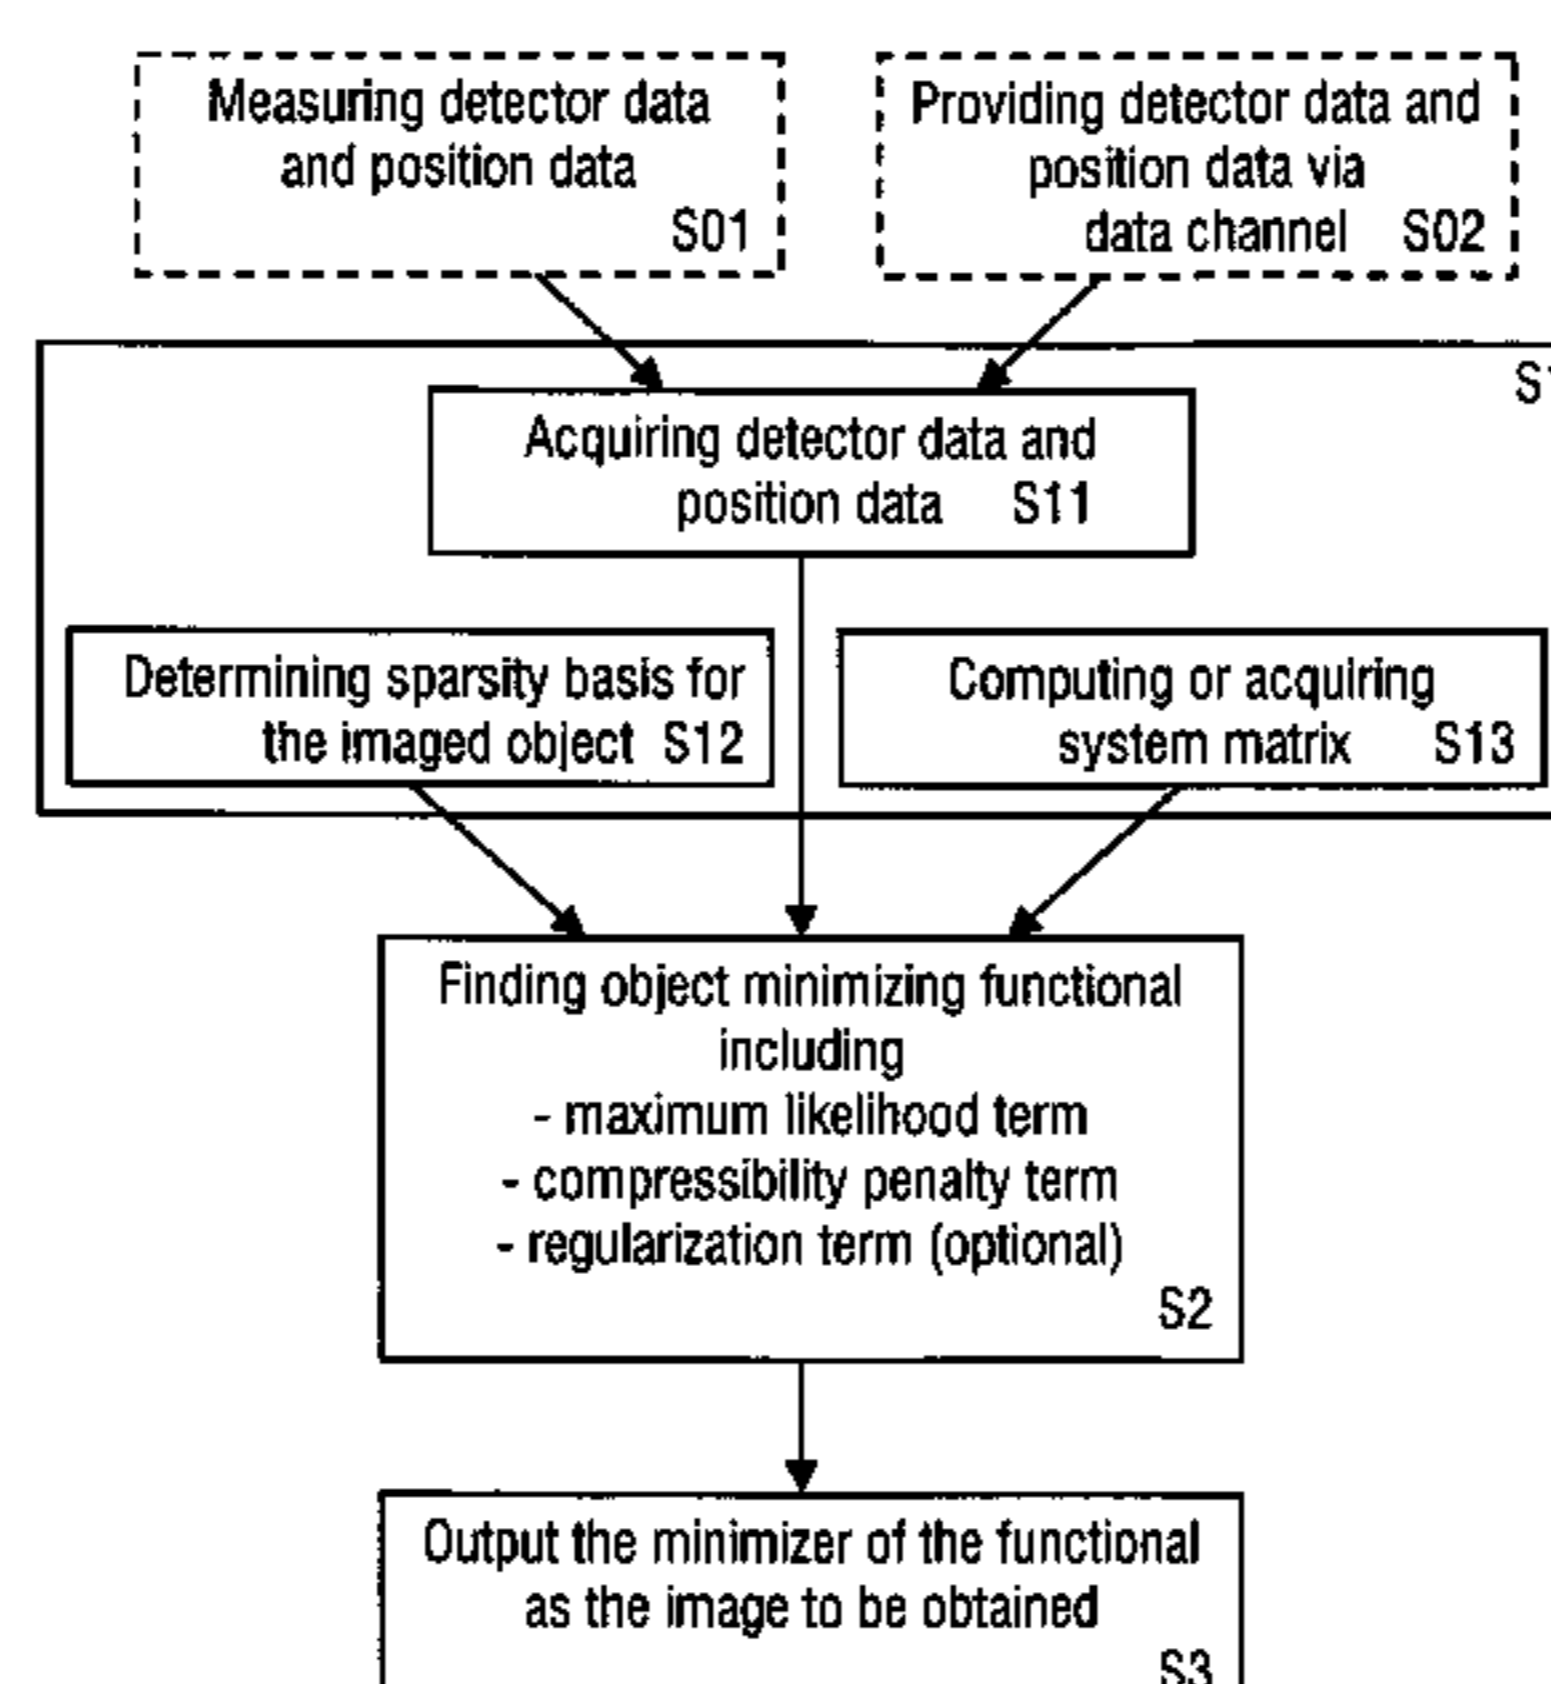 Measuring detector data
and position data
S01
Providing detector data and
position data via
data channel S02
Acquiring detector data and
position data S11
Determining sparsity basis for
the imaged object S12
Computing or acquiring
system matrix S13
Finding object minimizing functional
including
- maximum likelihood term
- compressibility penalty term
- regularization term (optional)
S2
Output the minimizer of the functional
as the image to be obtained
S3